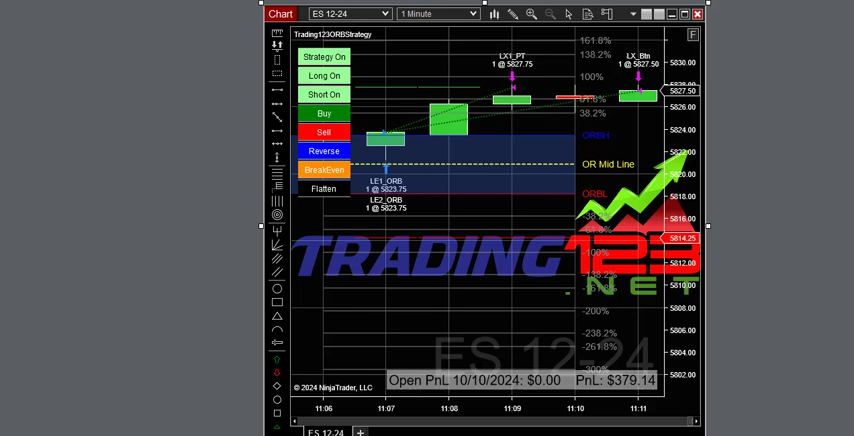 Chart ES 12-24 1 Minute
Trading123ORBStrategy
F
Strategy On
Long On
Short On
Buy
Sell
Reverse
BreakEven
Flatten
LX1_PT
1 @ 5827.75
LX_Btn
1 @ 5827.50
LE1_ORB
1 @ 5823.75
LE2_ORB
1 @ 5823.75
161.8%
138.2%
100%
61.8%
38.2%
ORBH
OR Mid Line
ORBL
-38.2%
-61.8%
-100%
-138.2%
-161.8%
-200%
-238.2%
-261.8%
-300%
5830.00
5827.50
5826.00
5824.00
5822.00
5820.00
5818.00
5816.00
5814.25
5812.00
5810.00
5808.00
5806.00
5804.00
5802.00
TRADING123
.NET
ES 12-24
Open PnL 10/10/2024: $0.00 PnL: $379.14
© 2024 NinjaTrader, LLC
11:06 11:07 11:08 11:09 11:10 11:11
ES 12-24 +